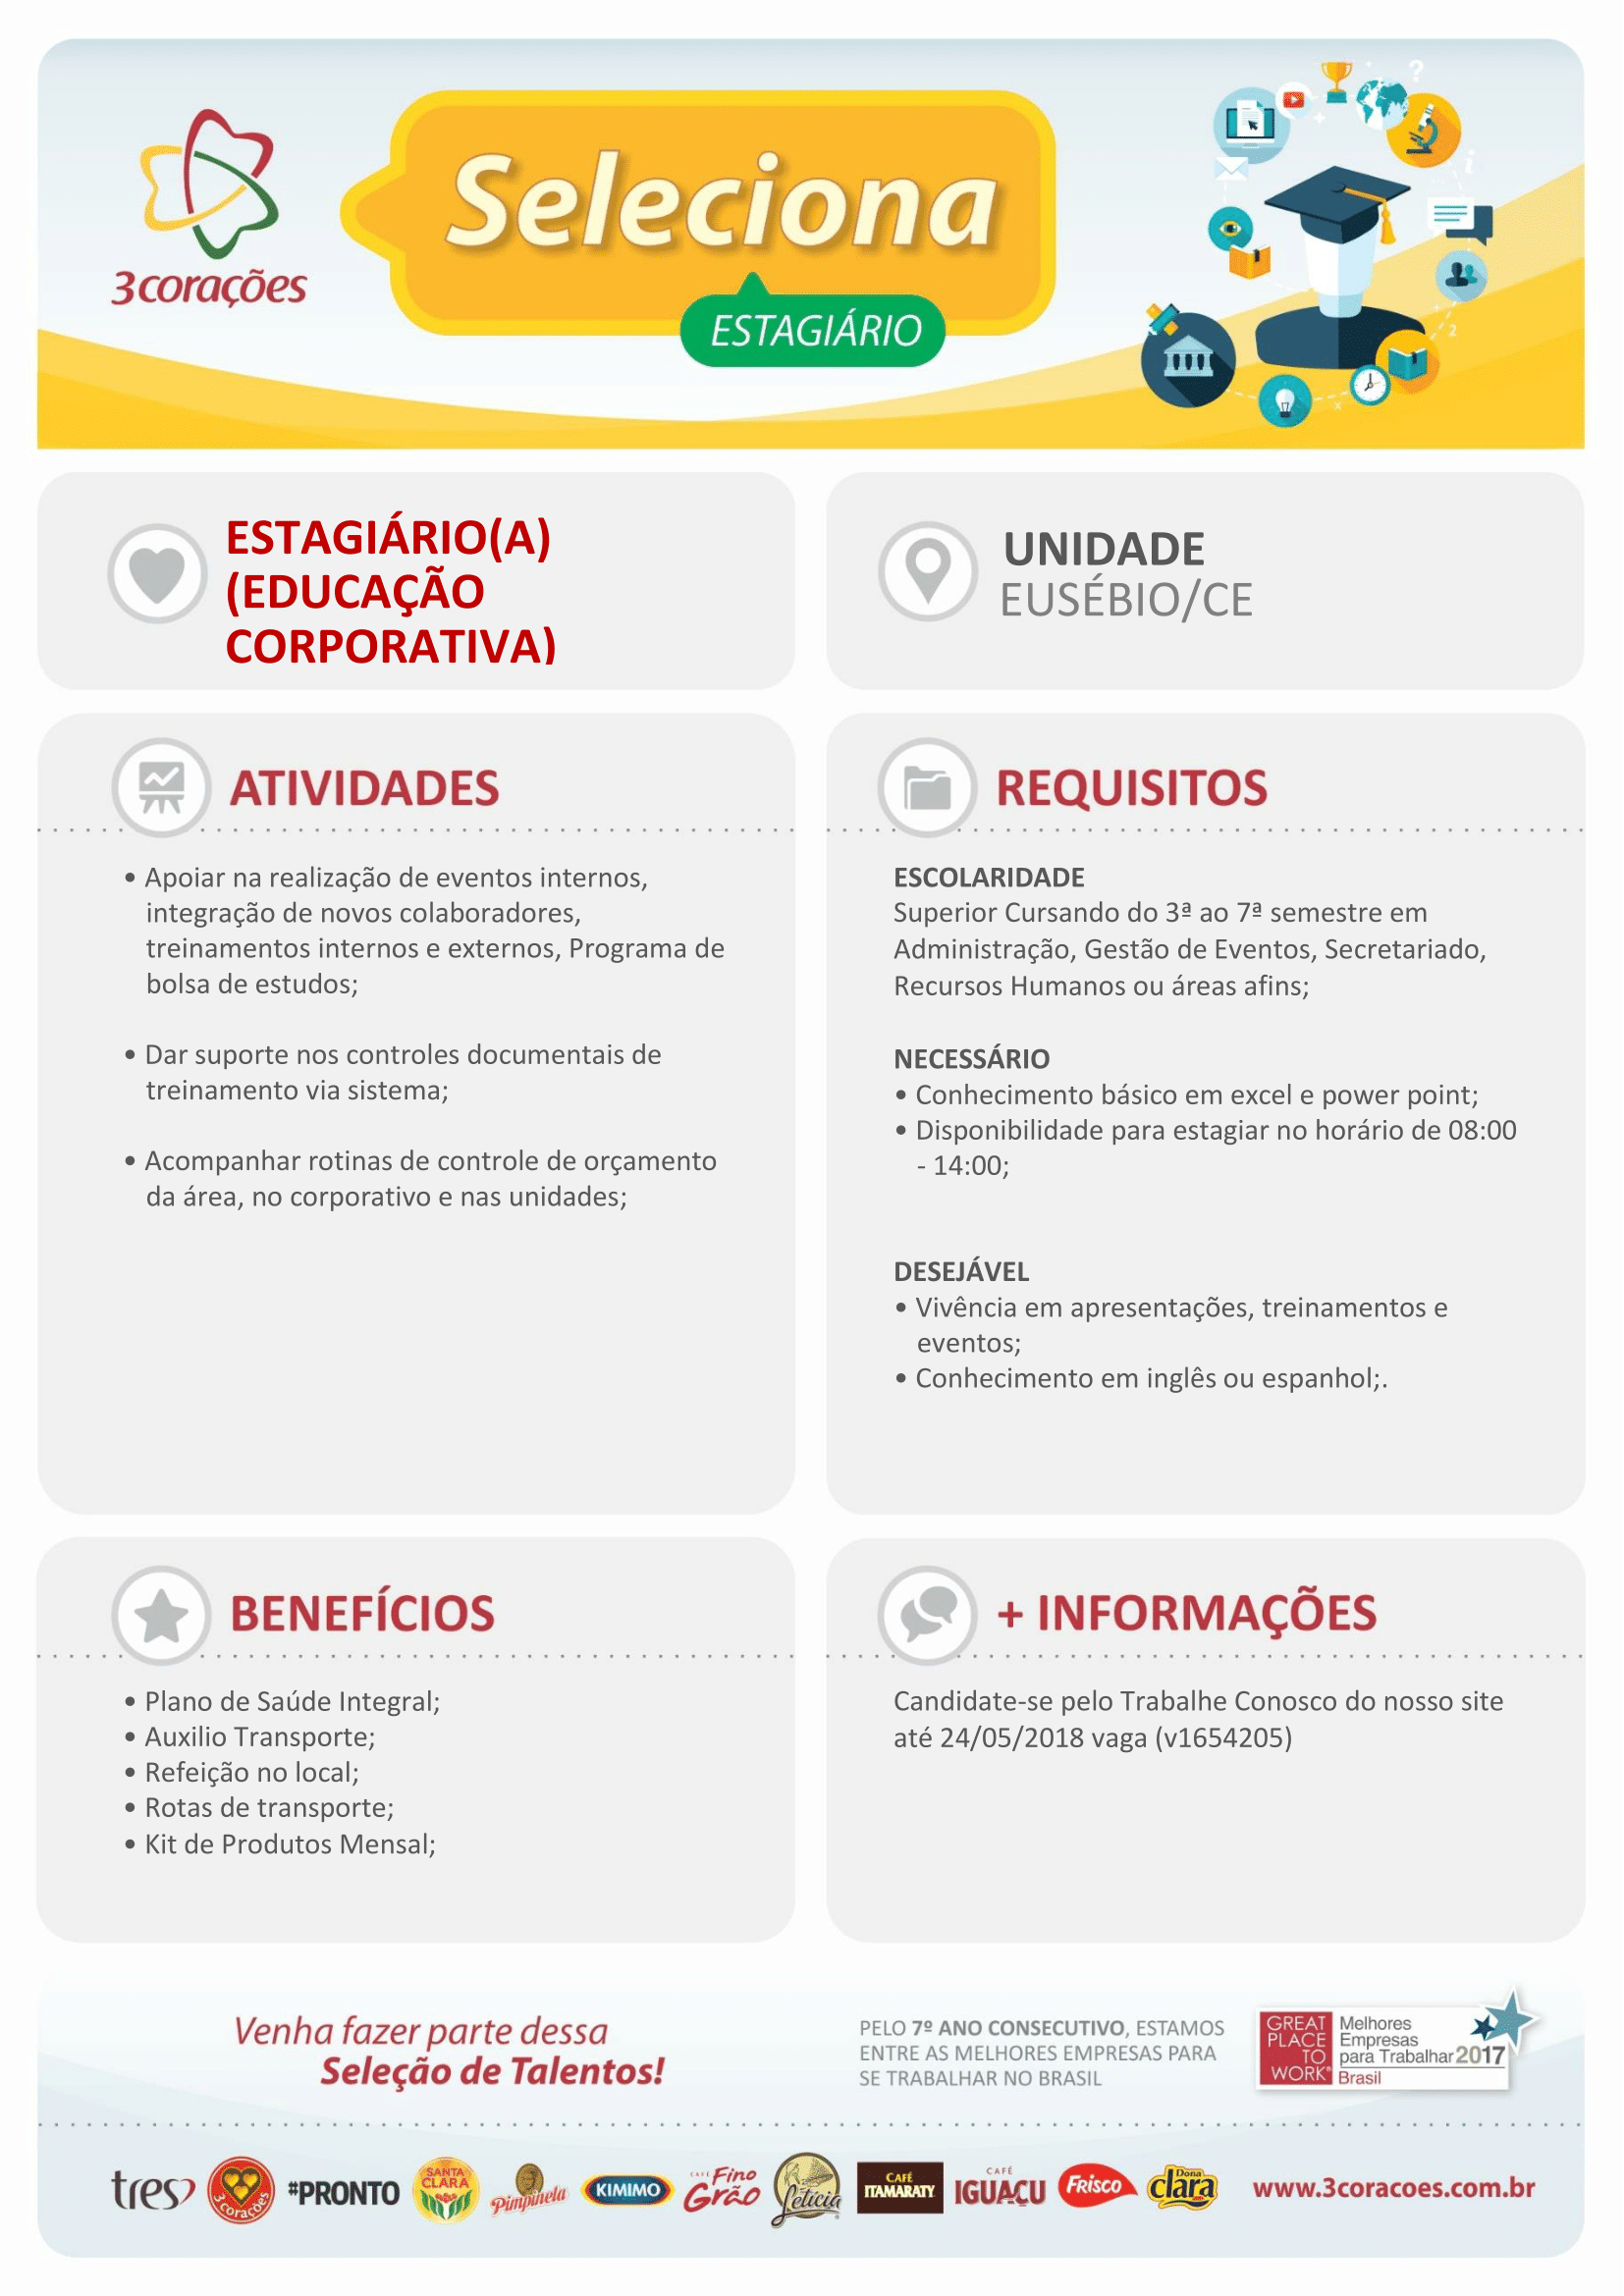 3corações
Seleciona
ESTAGIÁRIO
ESTAGIÁRIO(A)
(EDUCAÇÃO
CORPORATIVA)
UNIDADE
EUSÉBIO/CE
ATIVIDADES
• Apoiar na realização de eventos internos,
integração de novos colaboradores,
treinamentos internos e externos, Programa de
bolsa de estudos;
• Dar suporte nos controles documentais de
treinamento via sistema;
• Acompanhar rotinas de controle de orçamento
da área, no corporativo e nas unidades;
REQUISITOS
ESCOLARIDADE
Superior Cursando do 3ª ao 7ª semestre em
Administração, Gestão de Eventos, Secretariado,
Recursos Humanos ou áreas afins;
NECESSÁRIO
• Conhecimento básico em excel e power point;
• Disponibilidade para estagiar no horário de 08:00
- 14:00;
DESEJÁVEL
• Vivência em apresentações, treinamentos e
eventos;
• Conhecimento em inglês ou espanhol;.
BENEFÍCIOS
• Plano de Saúde Integral;
• Auxilio Transporte;
• Refeição no local;
• Rotas de transporte;
• Kit de Produtos Mensal;
+ INFORMAÇÕES
Candidate-se pelo Trabalhe Conosco do nosso site
até 24/05/2018 vaga (v1654205)
Venha fazer parte dessa
Seleção de Talentos!
PELO 7º ANO CONSECUTIVO, ESTAMOS
ENTRE AS MELHORES EMPRESAS PARA
SE TRABALHAR NO BRASIL
GREAT
PLACE
TO
WORK®
Melhores
Empresas
para Trabalhar 2017
Brasil
tres
3corações
#PRONTO
SANTA
CLARA
Pimpinela
KIMIMO
CAFÉ Fino
Grão
Letícia
CAFÉ
ITAMARATY
CAFÉ
IGUAÇU
Frisco
Dona
clara
www.3coracoes.com.br